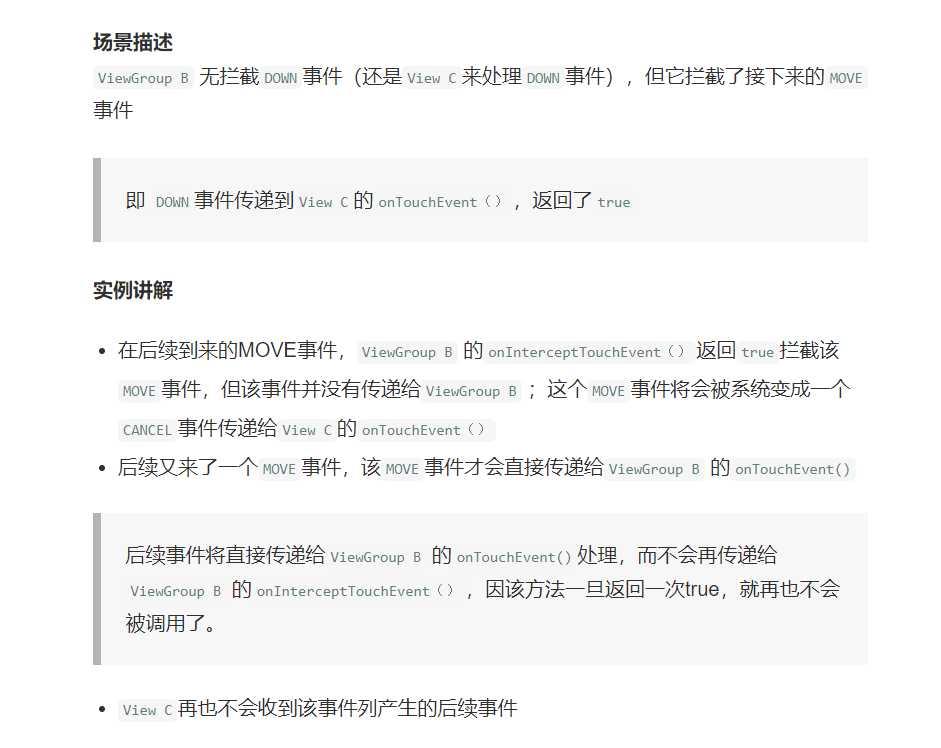 场景描述
ViewGroup B 无拦截 DOWN 事件（还是 View C 来处理 DOWN 事件），但它拦截了接下来的 MOVE
事件
即 DOWN 事件传递到 View C 的 onTouchEvent（），返回了 true
实例讲解
• 在后续到来的MOVE事件，ViewGroup B 的 onInterceptTouchEvent（）返回 true 拦截该
MOVE 事件，但该事件并没有传递给 ViewGroup B ；这个 MOVE 事件将会被系统变成一个
CANCEL 事件传递给 View C 的 onTouchEvent（）
• 后续又来了一个 MOVE 事件，该 MOVE 事件才会直接传递给 ViewGroup B 的 onTouchEvent()
后续事件将直接传递给 ViewGroup B 的 onTouchEvent() 处理，而不会再传递给
ViewGroup B 的 onInterceptTouchEvent（），因该方法一旦返回一次true，就再也不会
被调用了。
• View C 再也不会收到该事件列产生的后续事件